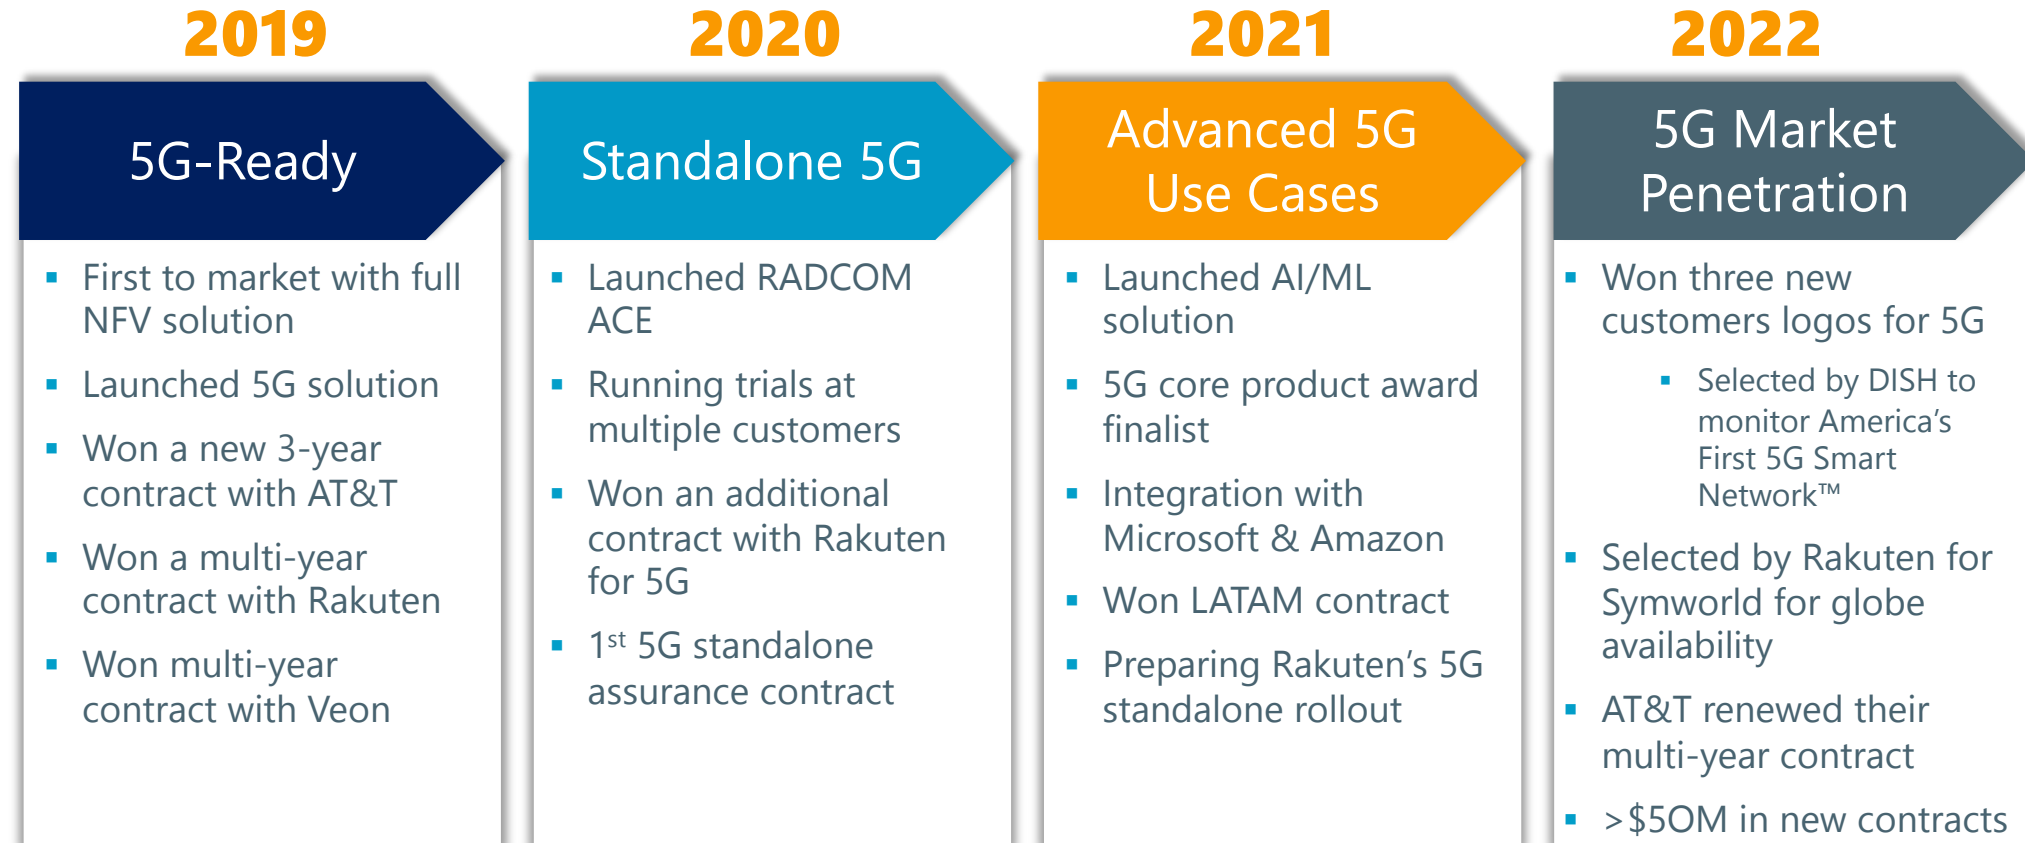 2019
5G-Ready
▪ First to market with full
NFV solution
▪ Launched 5G solution
▪ Won a new 3-year
contract with AT&T
▪ Won a multi-year
contract with Rakuten
▪ Won multi-year
contract with Veon
2020
Standalone 5G
▪ Launched RADCOM
ACE
▪ Running trials at
multiple customers
▪ Won an additional
contract with Rakuten
for 5G
▪ 1st 5G standalone
assurance contract
2021
Advanced 5G
Use Cases
▪ Launched AI/ML
solution
▪ 5G core product award
finalist
▪ Integration with
Microsoft & Amazon
▪ Won LATAM contract
▪ Preparing Rakuten’s 5G
standalone rollout
2022
5G Market
Penetration
▪ Won three new
customers logos for 5G
▪ Selected by DISH to
monitor America’s
First 5G Smart
Network™
▪ Selected by Rakuten for
Symworld for globe
availability
▪ AT&T renewed their
multi-year contract
▪ >$5OM in new contracts